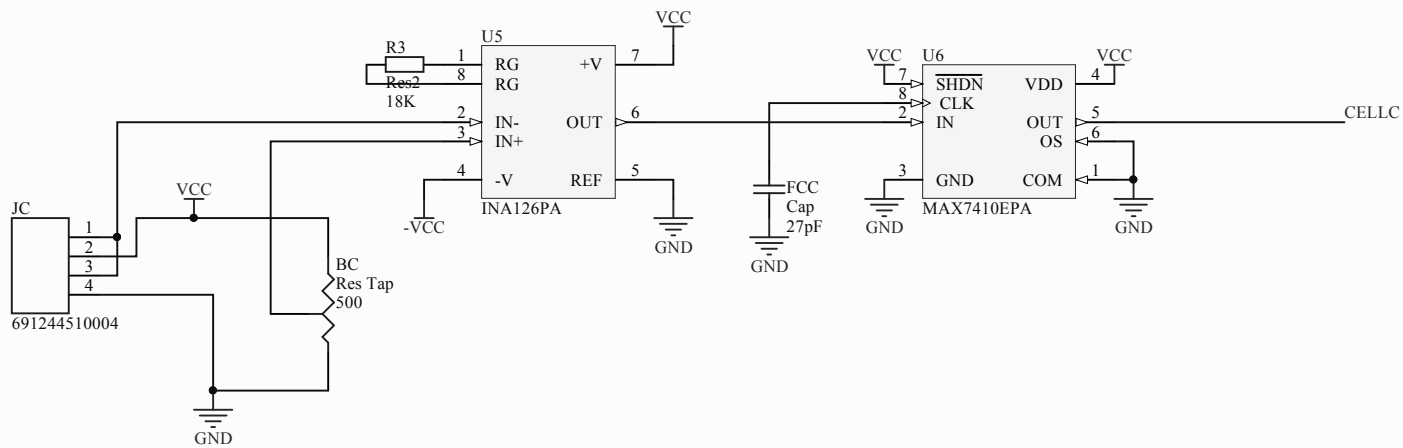 VCC
U5
R3
1
RG
+V
7
8
RG
Res2
18K
2
IN-
OUT
6
3
IN+
4
-V
REF
5
-VCC
INA126PA
GND
VCC
U6
VCC
7
SHDN
VDD
4
8
CLK
2
IN
OUT
5
CELLC
OS
6
3
GND
COM
1
MAX7410EPA
GND
GND
FCC
Cap
27pF
GND
VCC
JC
1
2
3
4
691244510004
BC
Res Tap
500
GND